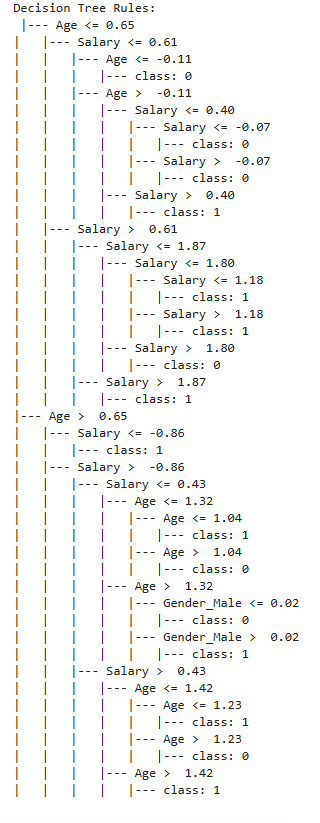 Decision Tree Rules:
 |--- Age <= 0.65
|   |--- Salary <= 0.61
|   |   |--- Age <= -0.11
|   |   |   |--- class: 0
|   |   |--- Age >  -0.11
|   |   |   |--- Salary <= 0.40
|   |   |   |   |--- Salary <= -0.07
|   |   |   |   |   |--- class: 0
|   |   |   |   |--- Salary >  -0.07
|   |   |   |   |   |--- class: 0
|   |   |   |--- Salary >  0.40
|   |   |   |   |--- class: 1
|   |--- Salary >  0.61
|   |   |--- Salary <= 1.87
|   |   |   |--- Salary <= 1.80
|   |   |   |   |--- Salary <= 1.18
|   |   |   |   |   |--- class: 1
|   |   |   |   |--- Salary >  1.18
|   |   |   |   |   |--- class: 1
|   |   |   |--- Salary >  1.80
|   |   |   |   |--- class: 0
|   |   |--- Salary >  1.87
|   |   |   |--- class: 1
|--- Age >  0.65
|   |--- Salary <= -0.86
|   |   |--- class: 1
|   |--- Salary >  -0.86
|   |   |--- Salary <= 0.43
|   |   |   |--- Age <= 1.32
|   |   |   |   |--- Age <= 1.04
|   |   |   |   |   |--- class: 1
|   |   |   |   |--- Age >  1.04
|   |   |   |   |   |--- class: 0
|   |   |   |--- Age >  1.32
|   |   |   |   |--- Gender_Male <= 0.02
|   |   |   |   |   |--- class: 0
|   |   |   |   |--- Gender_Male >  0.02
|   |   |   |   |   |--- class: 1
|   |   |--- Salary >  0.43
|   |   |   |--- Age <= 1.42
|   |   |   |   |--- Age <= 1.23
|   |   |   |   |   |--- class: 1
|   |   |   |   |--- Age >  1.23
|   |   |   |   |   |--- class: 0
|   |   |   |--- Age >  1.42
|   |   |   |   |--- class: 1